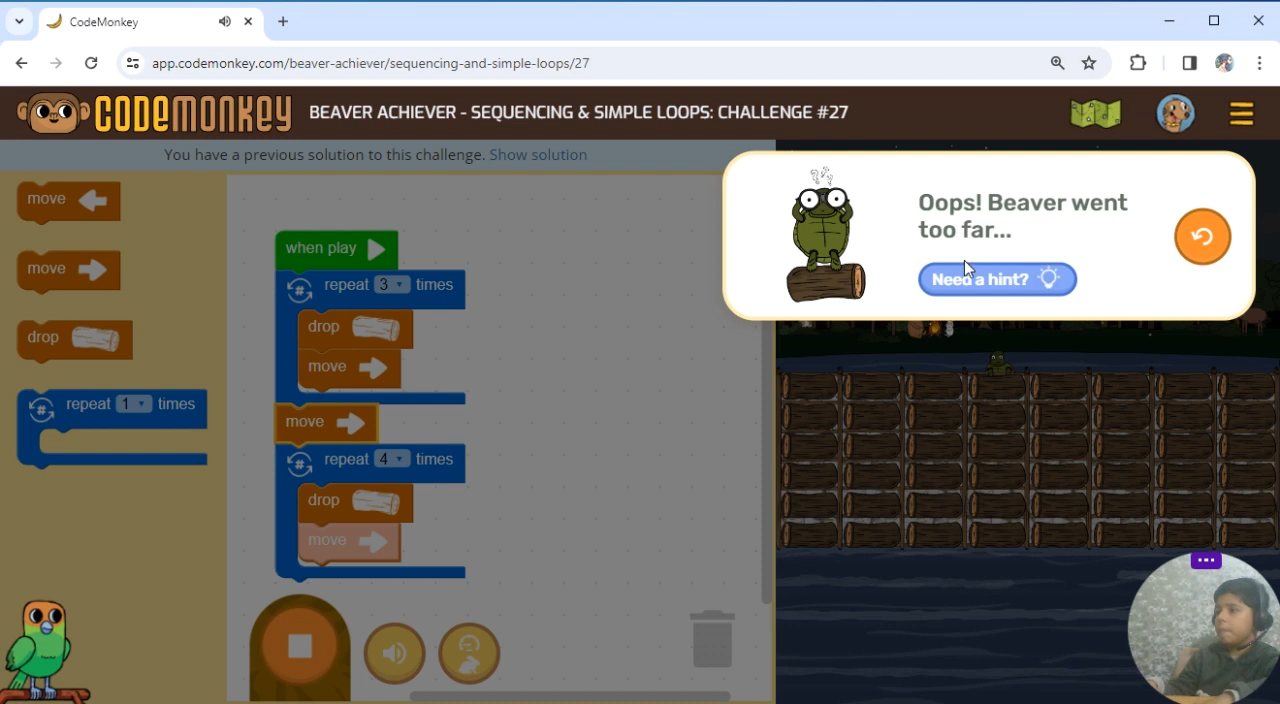 CodeMonkey
app.codemonkey.com/beaver-achiever/sequencing-and-simple-loops/27
CODEMONKEY
BEAVER ACHIEVER - SEQUENCING & SIMPLE LOOPS: CHALLENGE #27
You have a previous solution to this challenge. Show solution
move
move
drop
repeat 1 times
when play
repeat 3 times
drop
move
move
repeat 4 times
drop
move
Oops! Beaver went
too far...
Need a hint?